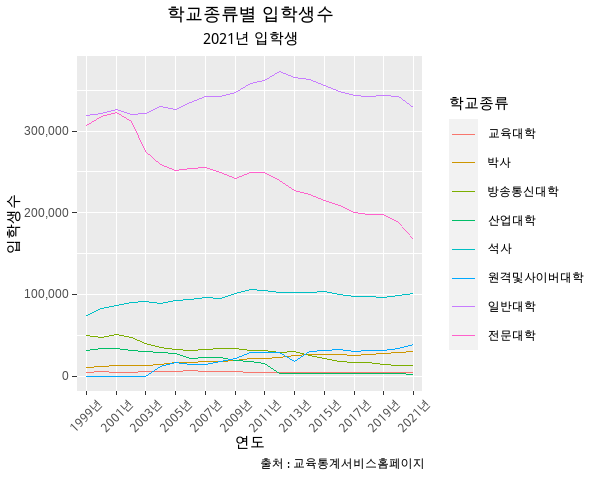 학교종류별 입학생수
2021년 입학생
입학생수
300,000
200,000
100,000
0
1999년
2001년
2003년
2005년
2007년
2009년
2011년
2013년
2015년
2017년
2019년
2021년
연도
출처 : 교육통계서비스홈페이지
학교종류
교육대학
박사
방송통신대학
산업대학
석사
원격및사이버대학
일반대학
전문대학